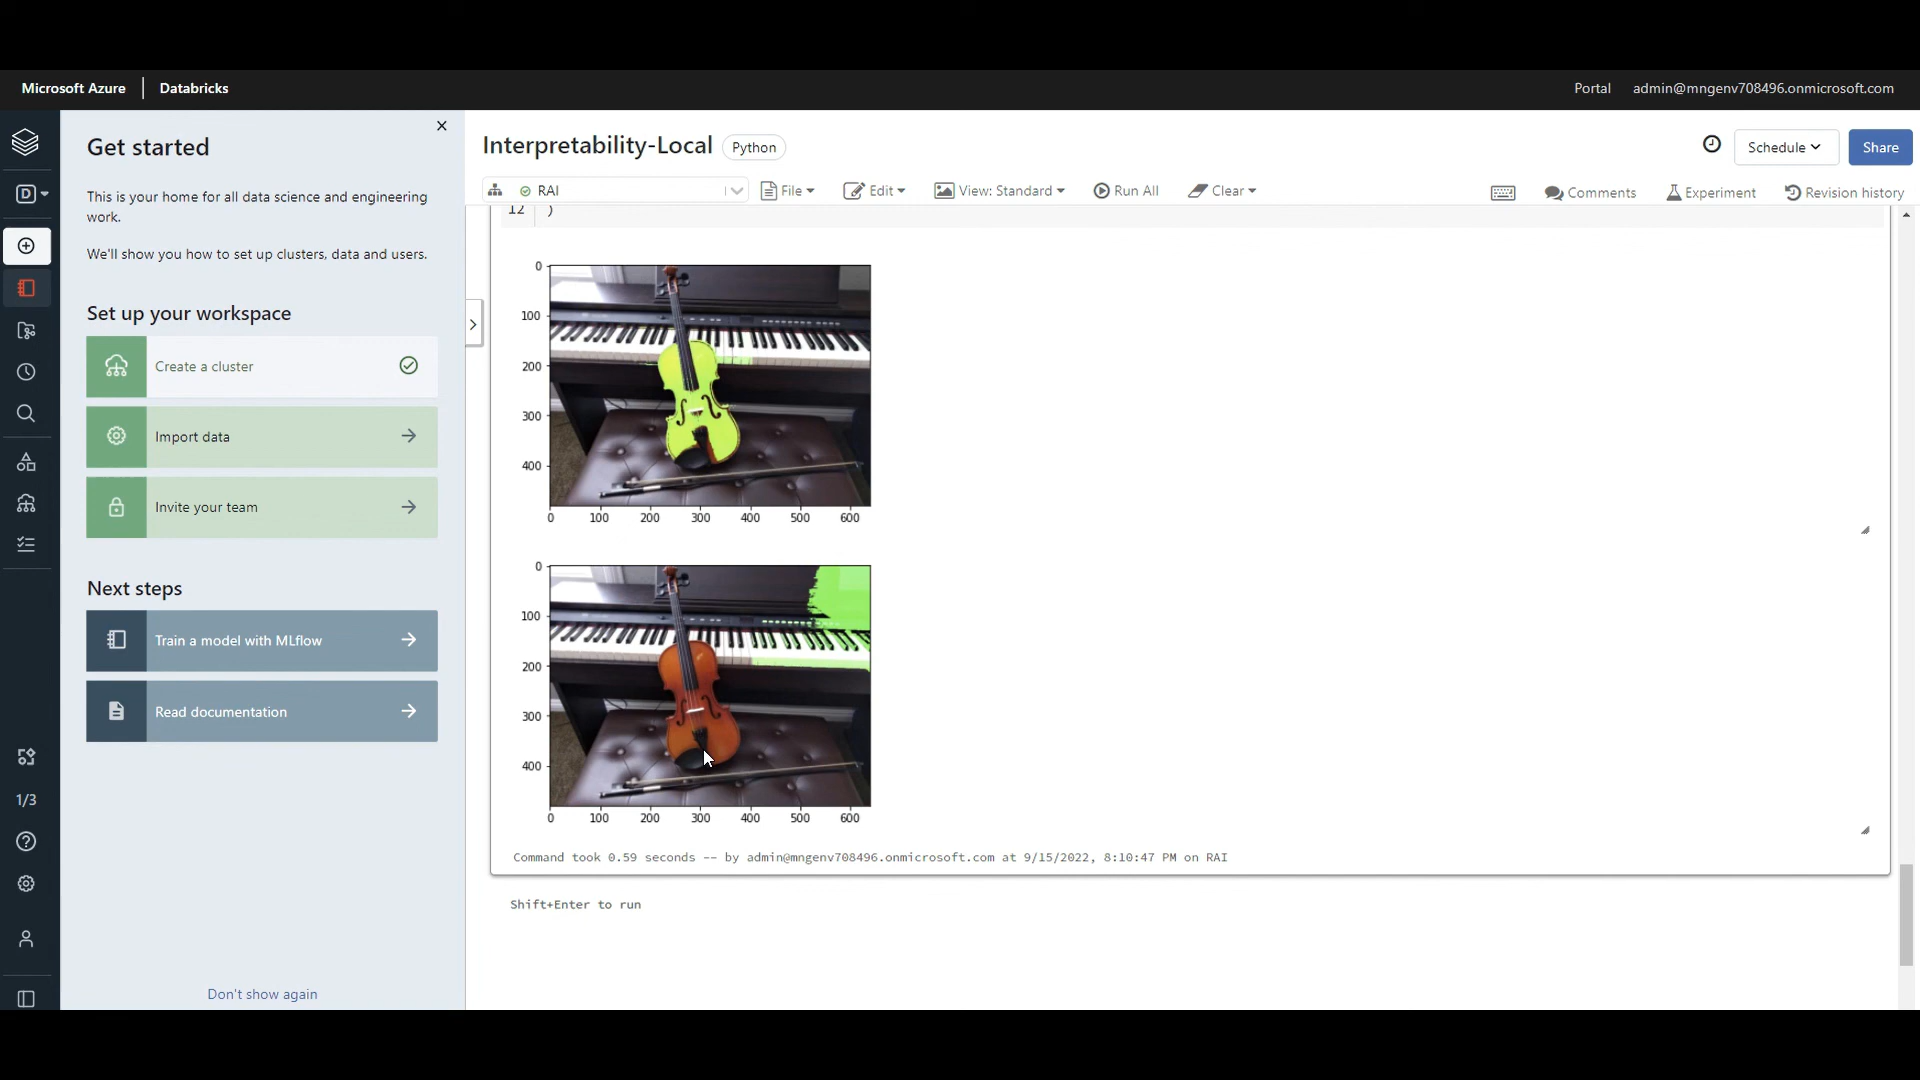 Microsoft Azure
Databricks
Portal
admin@mngenv708496.onmicrosoft.com
Get started
This is your home for all data science and engineering
work.
We'll show you how to set up clusters, data and users.
Set up your workspace
Create a cluster
Import data
Invite your team
Next steps
Train a model with MLflow
Read documentation
Don't show again
D
1/3
Interpretability-Local
Python
Schedule
Share
RAI
File
Edit
View: Standard
Run All
Clear
Comments
Experiment
Revision history
12 )
0
100
200
300
400
0 100 200 300 400 500 600
0
100
200
300
400
0 100 200 300 400 500 600
Command took 0.59 seconds -- by admin@mngenv708496.onmicrosoft.com at 9/15/2022, 8:10:47 PM on RAI
Shift+Enter to run